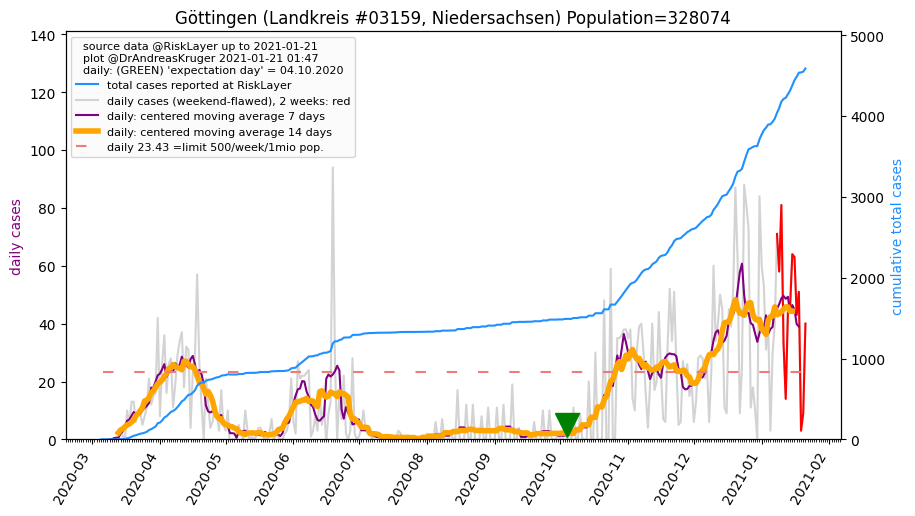 Göttingen (Landkreis #03159, Niedersachsen) Population=328074
source data @RiskLayer up to 2021-01-21
plot @DrAndreasKruger 2021-01-21 01:47
daily: (GREEN) 'expectation day' = 04.10.2020
total cases reported at RiskLayer
daily cases (weekend-flawed), 2 weeks: red
daily: centered moving average 7 days
daily: centered moving average 14 days
daily 23.43 =limit 500/week/1mio pop.
daily cases
140
120
100
80
60
40
20
0
cumulative total cases
5000
4000
3000
2000
1000
0
2020-03
2020-04
2020-05
2020-06
2020-07
2020-08
2020-09
2020-10
2020-11
2020-12
2021-01
2021-02